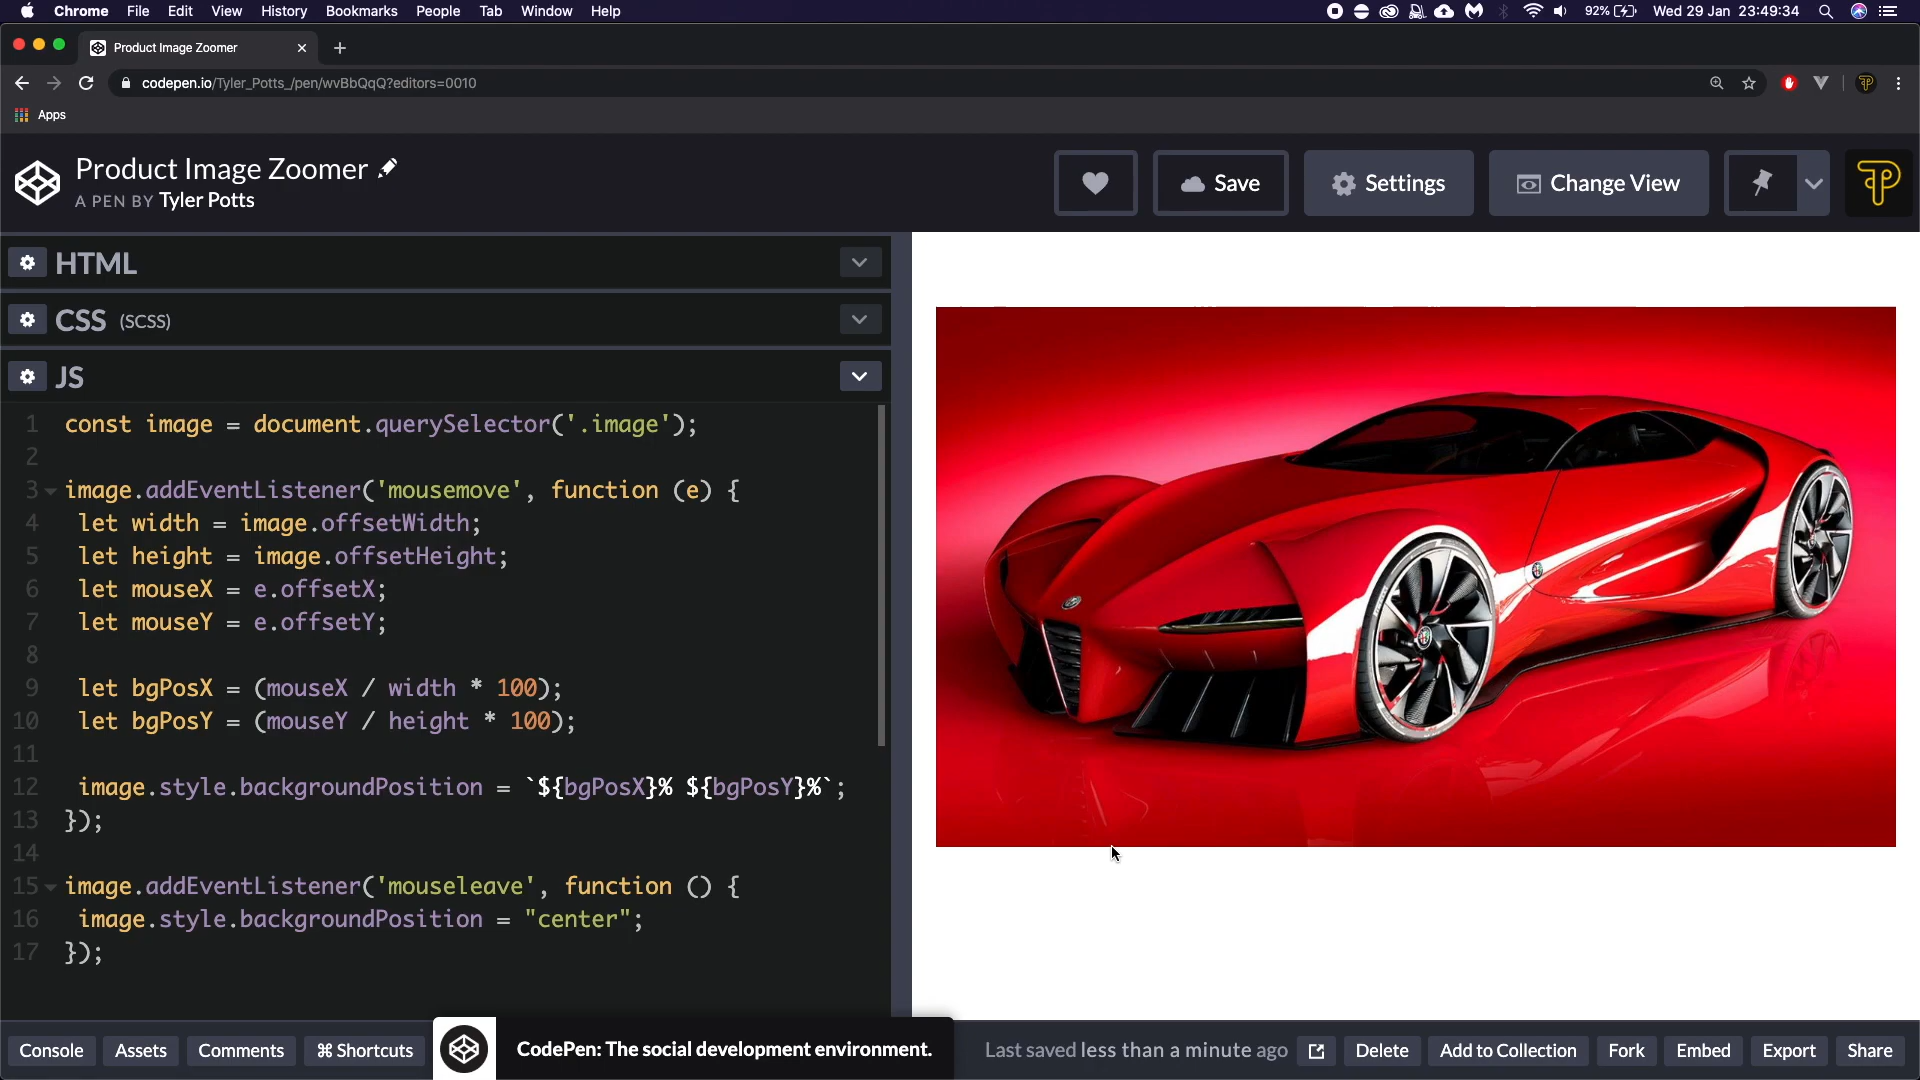 Chrome File Edit View History Bookmarks People Tab Window Help 92% Wed 29 Jan 23:49:34
Product Image Zoomer
codepen.io/Tyler_Potts_/pen/wvBbQqQ?editors=0010
Apps
Product Image Zoomer
A PEN BY Tyler Potts
Save Settings Change View
HTML
CSS (SCSS)
JS
1 const image = document.querySelector('.image');
2
3 image.addEventListener('mousemove', function (e) {
4 let width = image.offsetWidth;
5 let height = image.offsetHeight;
6 let mouseX = e.offsetX;
7 let mouseY = e.offsetY;
8
9 let bgPosX = (mouseX / width * 100);
10 let bgPosY = (mouseY / height * 100);
11
12 image.style.backgroundPosition = `${bgPosX}% ${bgPosY}%`;
13 });
14
15 image.addEventListener('mouseleave', function () {
16 image.style.backgroundPosition = "center";
17 });
Console Assets Comments ⌘ Shortcuts CodePen: The social development environment. Last saved less than a minute ago Delete Add to Collection Fork Embed Export Share